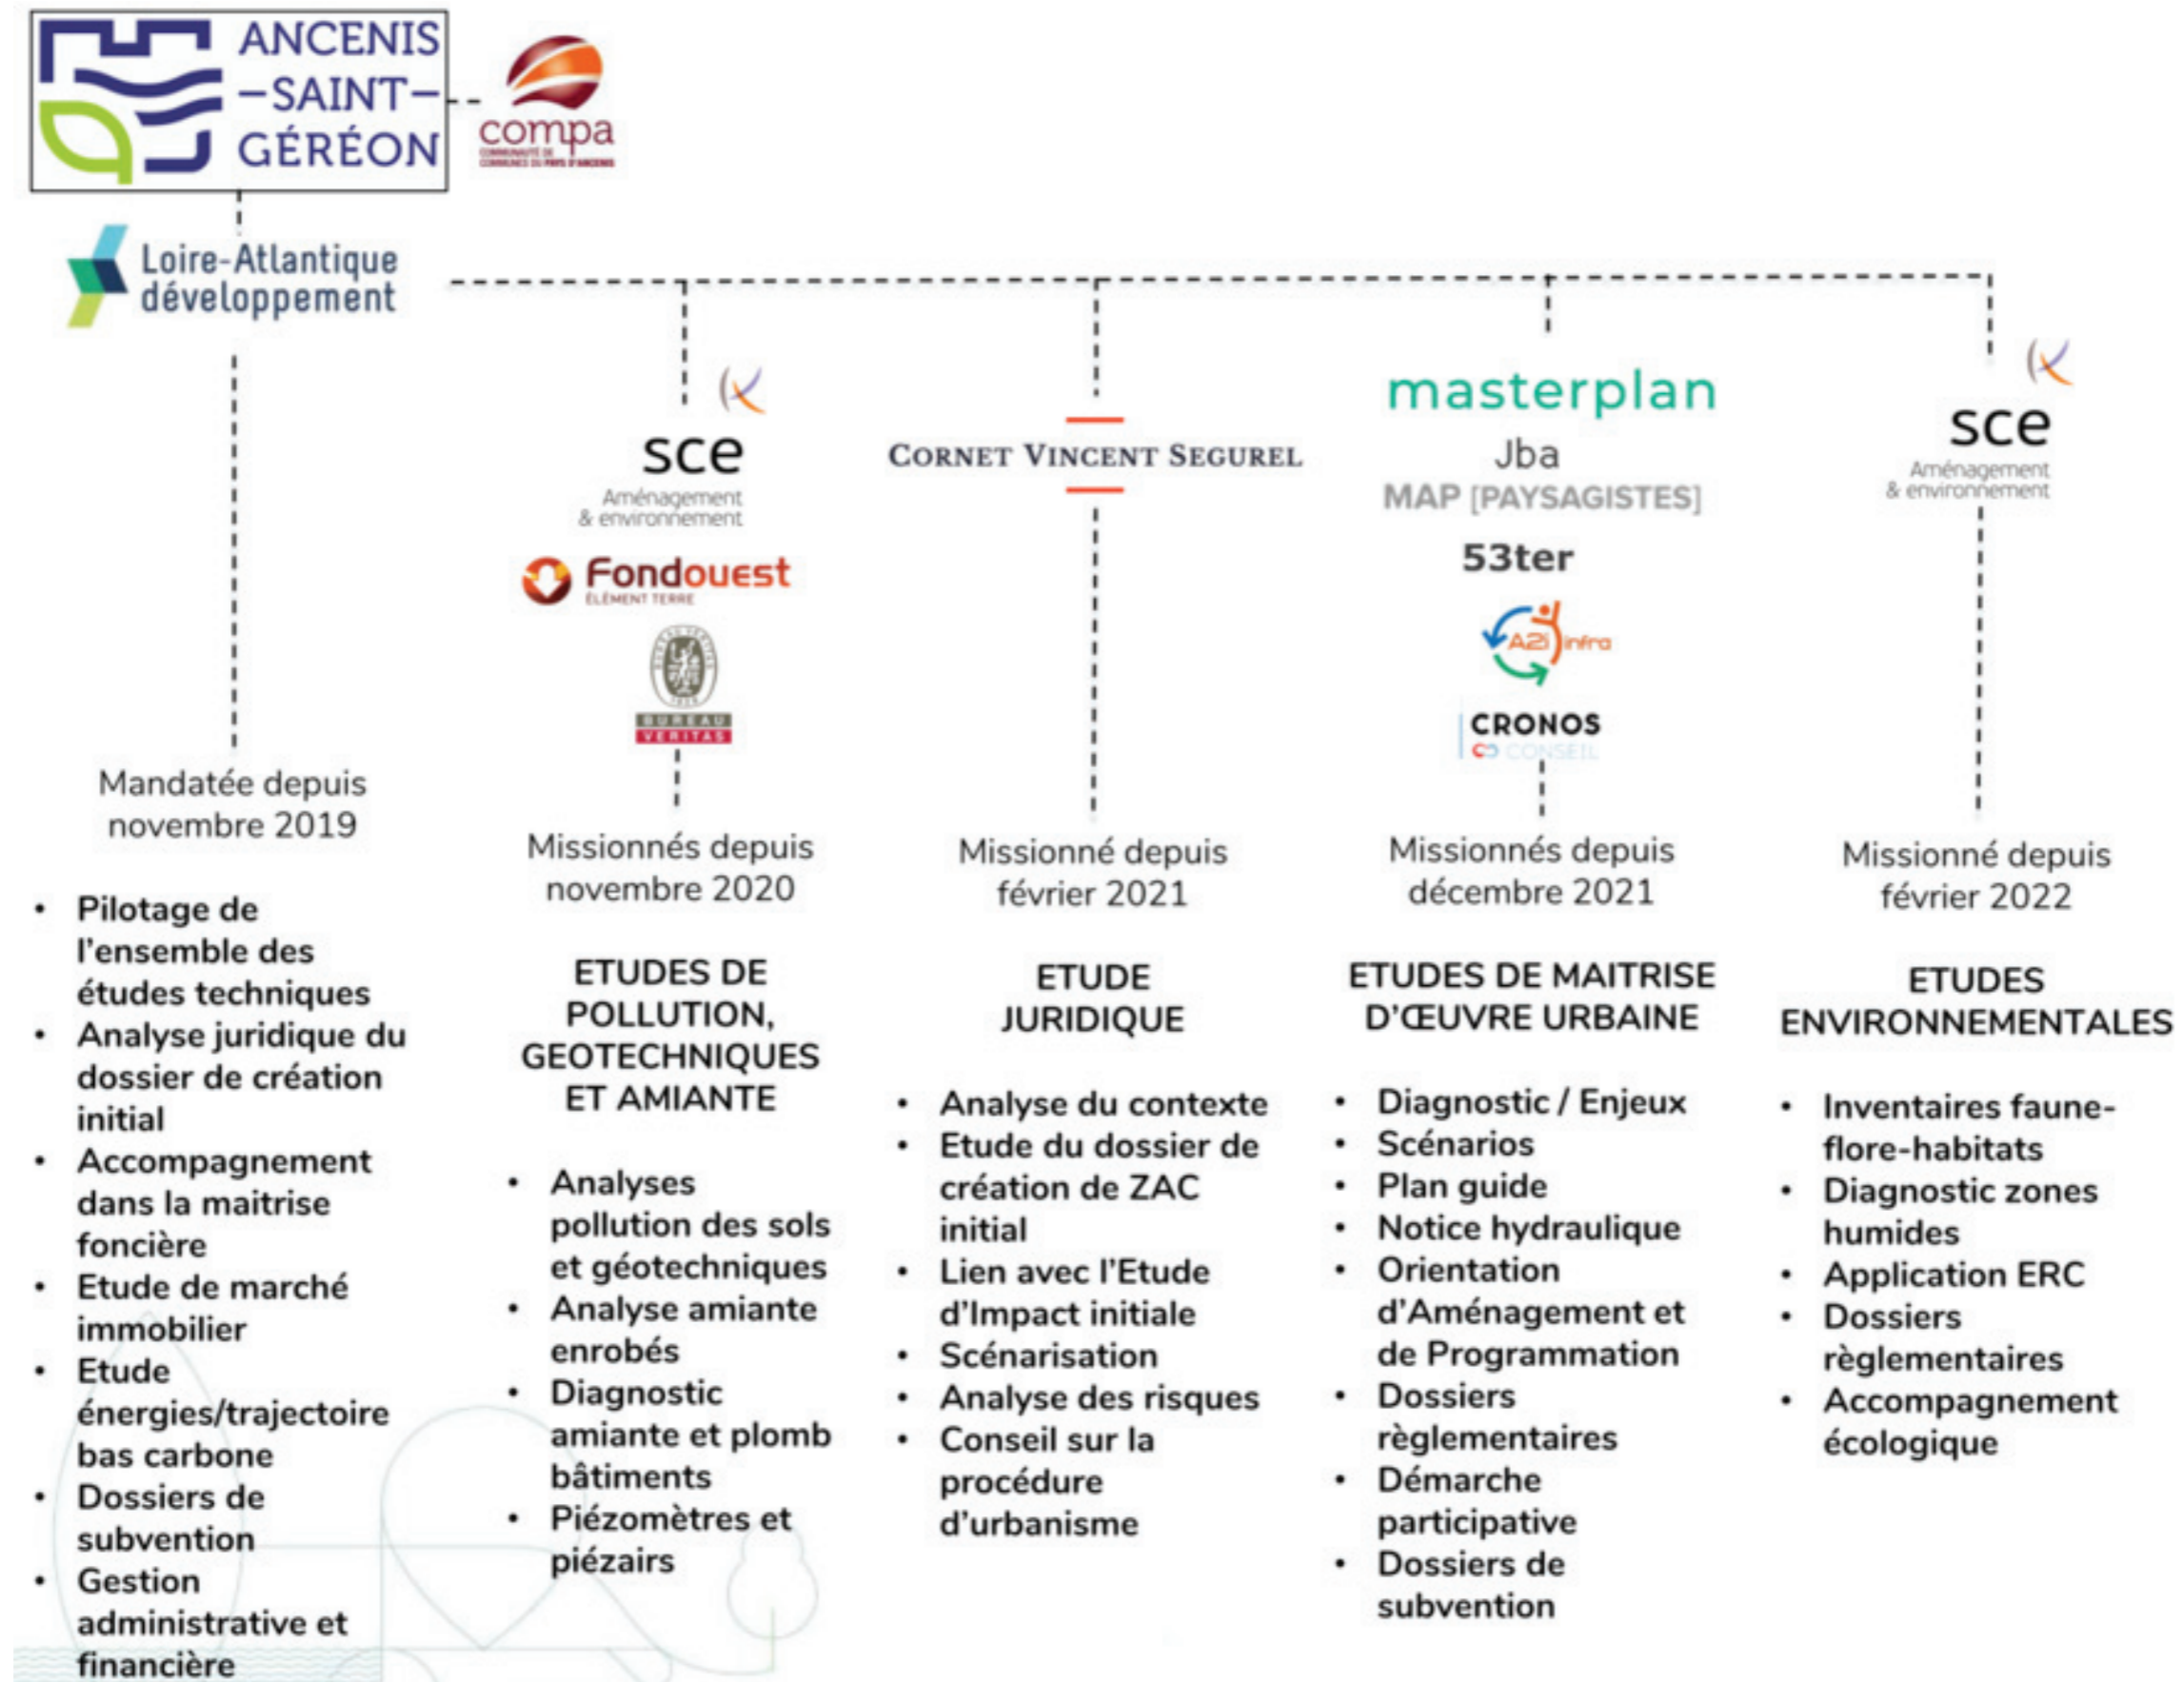 ANCENIS
–SAINT–
GÉRÉON
compa
COMMUNAUTÉ DE
COMMUNES DU PAYS D'ANCENIS
Loire-Atlantique
développement
Mandatée depuis
novembre 2019
• Pilotage de
l'ensemble des
études techniques
• Analyse juridique du
dossier de création
initial
• Accompagnement
dans la maitrise
foncière
• Etude de marché
immobilier
• Etude
énergies/trajectoire
bas carbone
• Dossiers de
subvention
• Gestion
administrative et
financière
sce
Aménagement
& environnement
Fondouest
ÉLÉMENT TERRE
BUREAU VERITAS
1828
BUREAU
VERITAS
Missionnés depuis
novembre 2020
ETUDES DE
POLLUTION,
GEOTECHNIQUES
ET AMIANTE
• Analyses
pollution des sols
et géotechniques
• Analyse amiante
enrobés
• Diagnostic
amiante et plomb
bâtiments
• Piézomètres et
piézairs
CORNET VINCENT SEGUREL
Missionné depuis
février 2021
ETUDE
JURIDIQUE
• Analyse du contexte
• Etude du dossier de
création de ZAC
initial
• Lien avec l'Etude
d'Impact initiale
• Scénarisation
• Analyse des risques
• Conseil sur la
procédure
d'urbanisme
masterplan
Jba
MAP [PAYSAGISTES]
53ter
A2i infra
CRONOS
CONSEIL
Missionnés depuis
décembre 2021
ETUDES DE MAITRISE
D'ŒUVRE URBAINE
• Diagnostic / Enjeux
• Scénarios
• Plan guide
• Notice hydraulique
• Orientation
d'Aménagement et
de Programmation
• Dossiers
règlementaires
• Démarche
participative
• Dossiers de
subvention
sce
Aménagement
& environnement
Missionné depuis
février 2022
ETUDES
ENVIRONNEMENTALES
• Inventaires faune-
flore-habitats
• Diagnostic zones
humides
• Application ERC
• Dossiers
règlementaires
• Accompagnement
écologique